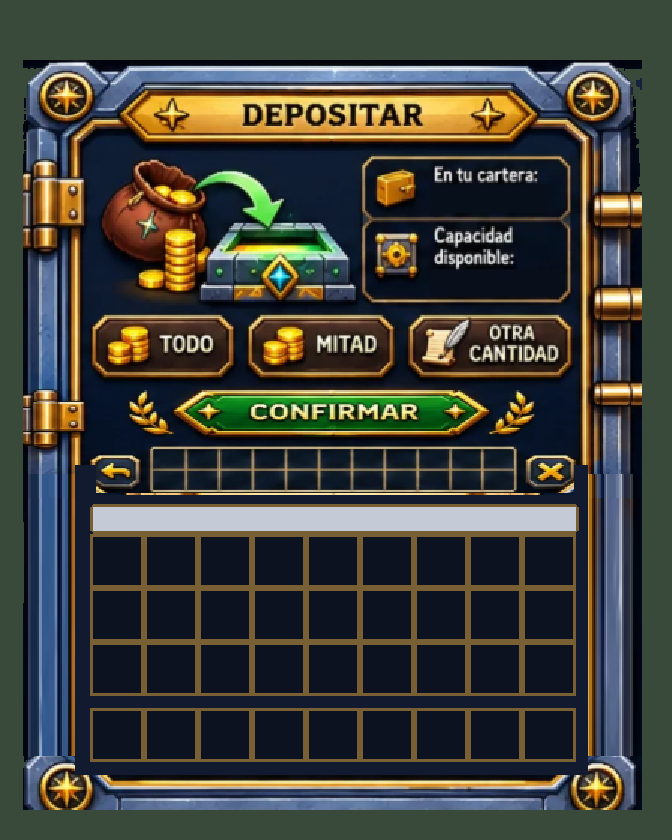 DEPOSITAR
En tu cartera:
Capacidad
disponible:
TODO
MITAD
OTRA
CANTIDAD
CONFIRMAR